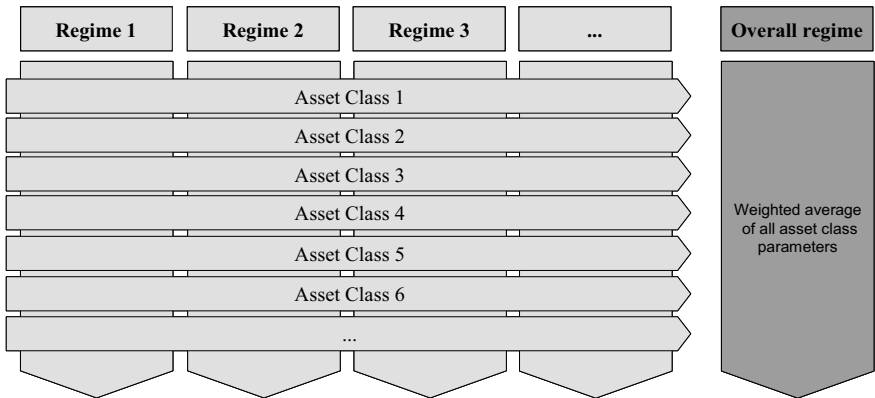 Regime 1
Regime 2
Regime 3
...
Overall regime
Asset Class 1
Asset Class 2
Asset Class 3
Asset Class 4
Asset Class 5
Asset Class 6
...
Weighted average
of all asset class
parameters